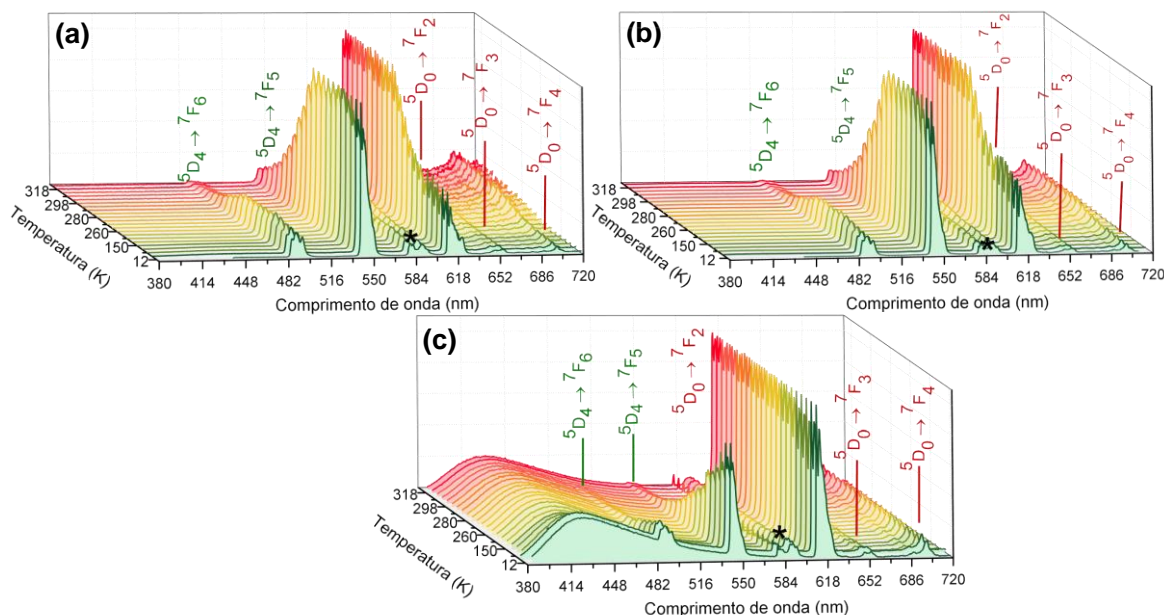 (a)
⁵D₄→⁷F₆
⁵D₄→⁷F₅
⁵D₀→⁷F₂
⁵D₀→⁷F₃
⁵D₀→⁷F₄
*
318
298
280
260
150
12
Temperatura (K)
380 414 448 482 516 550 584 618 652 686 720
Comprimento de onda (nm)
(b)
⁵D₄→⁷F₆
⁵D₄→⁷F₅
⁵D₀→⁷F₂
⁵D₀→⁷F₃
⁵D₀→⁷F₄
*
318
298
280
260
150
12
Temperatura (K)
380 414 448 482 516 550 584 618 652 686 720
Comprimento de onda (nm)
(c)
⁵D₄→⁷F₆
⁵D₄→⁷F₅
⁵D₀→⁷F₂
⁵D₀→⁷F₃
⁵D₀→⁷F₄
*
318
298
280
260
150
12
Temperatura (K)
380 414 448 482 516 550 584 618 652 686 720
Comprimento de onda (nm)